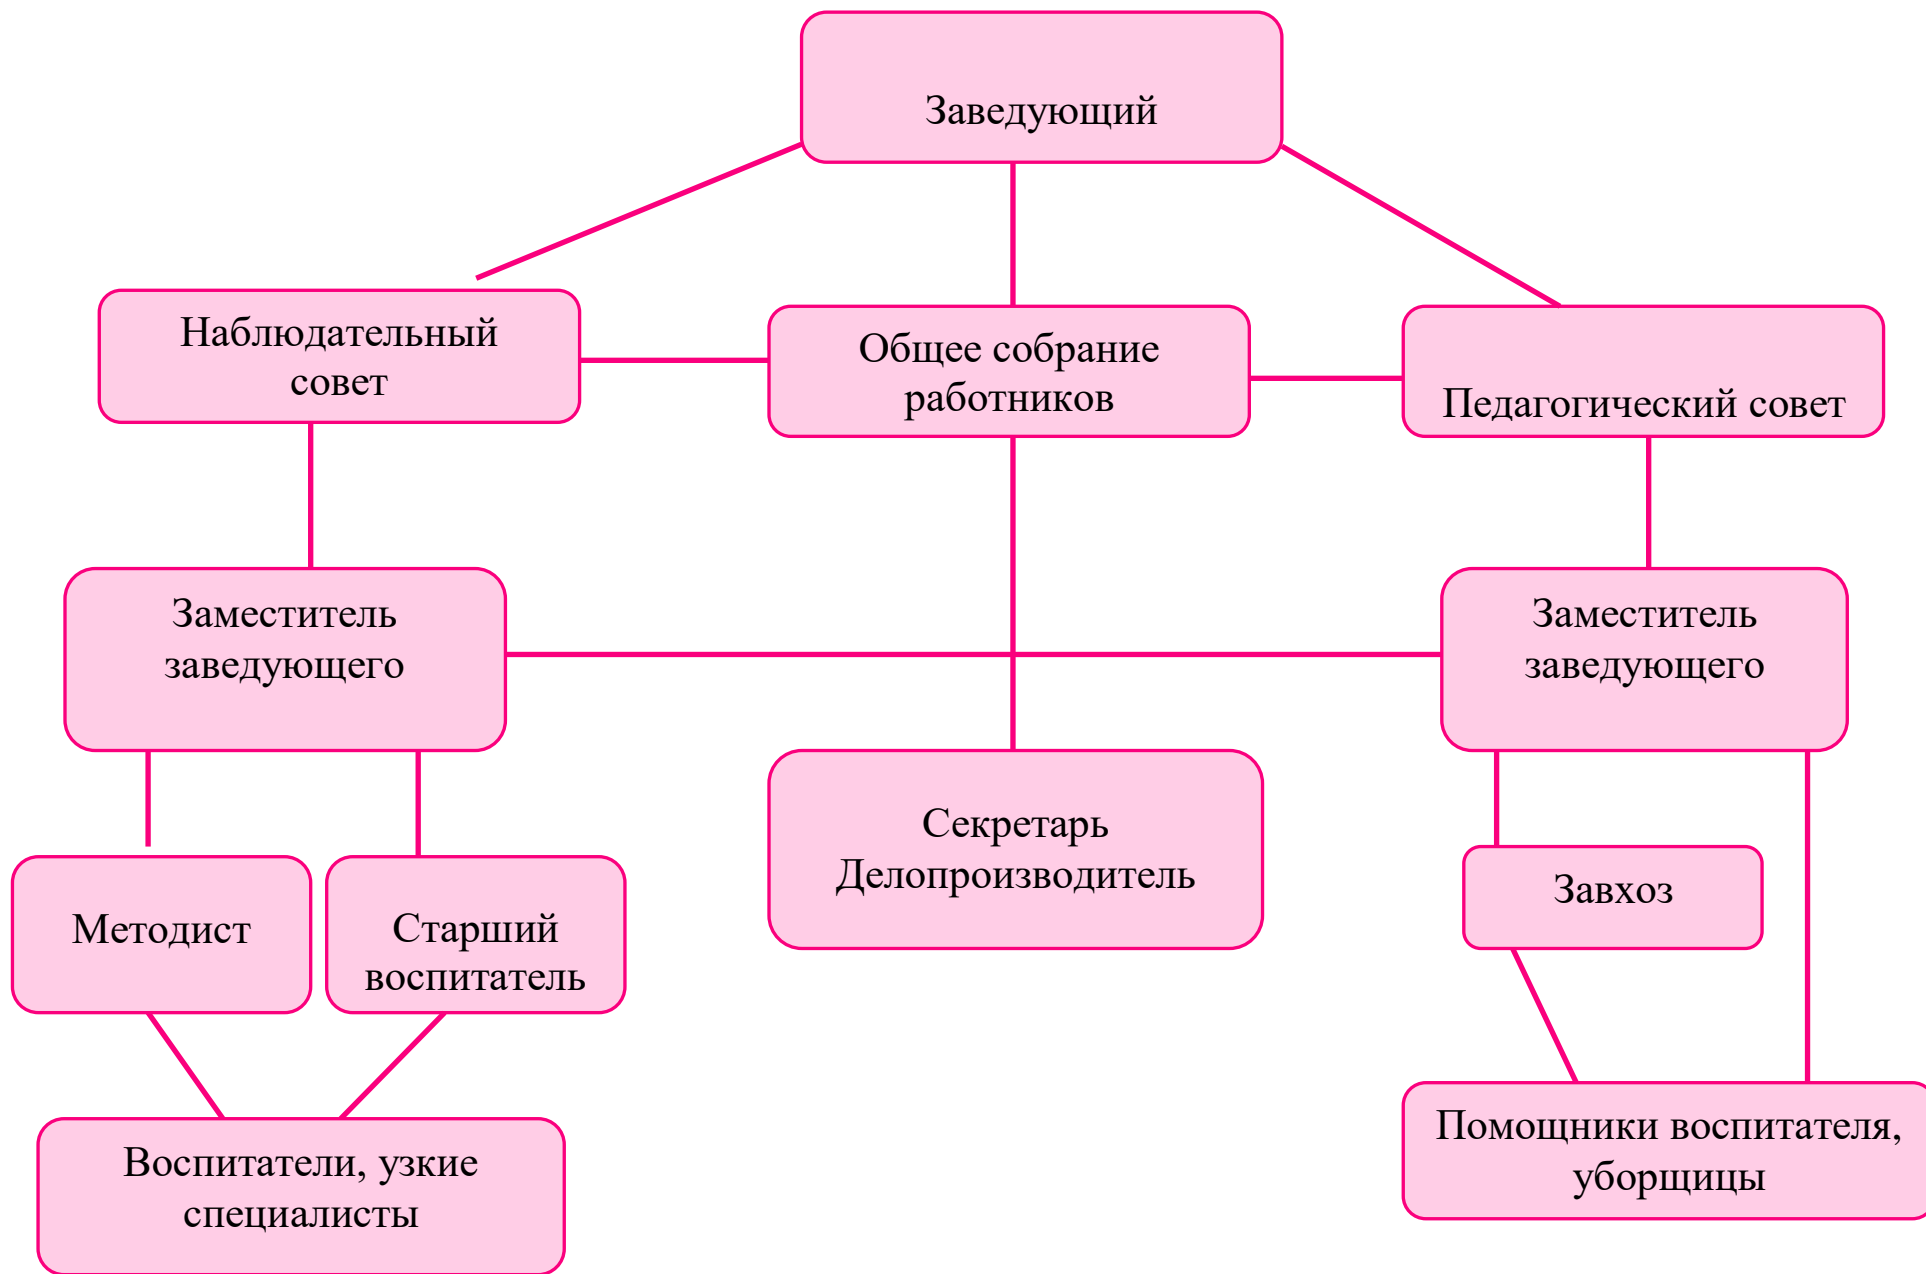 Заведующий
Наблюдательный
совет
Общее собрание
работников
Педагогический совет
Заместитель
заведующего
Заместитель
заведующего
Секретарь
Делопроизводитель
Методист
Старший
воспитатель
Завхоз
Воспитатели, узкие
специалисты
Помощники воспитателя,
уборщицы